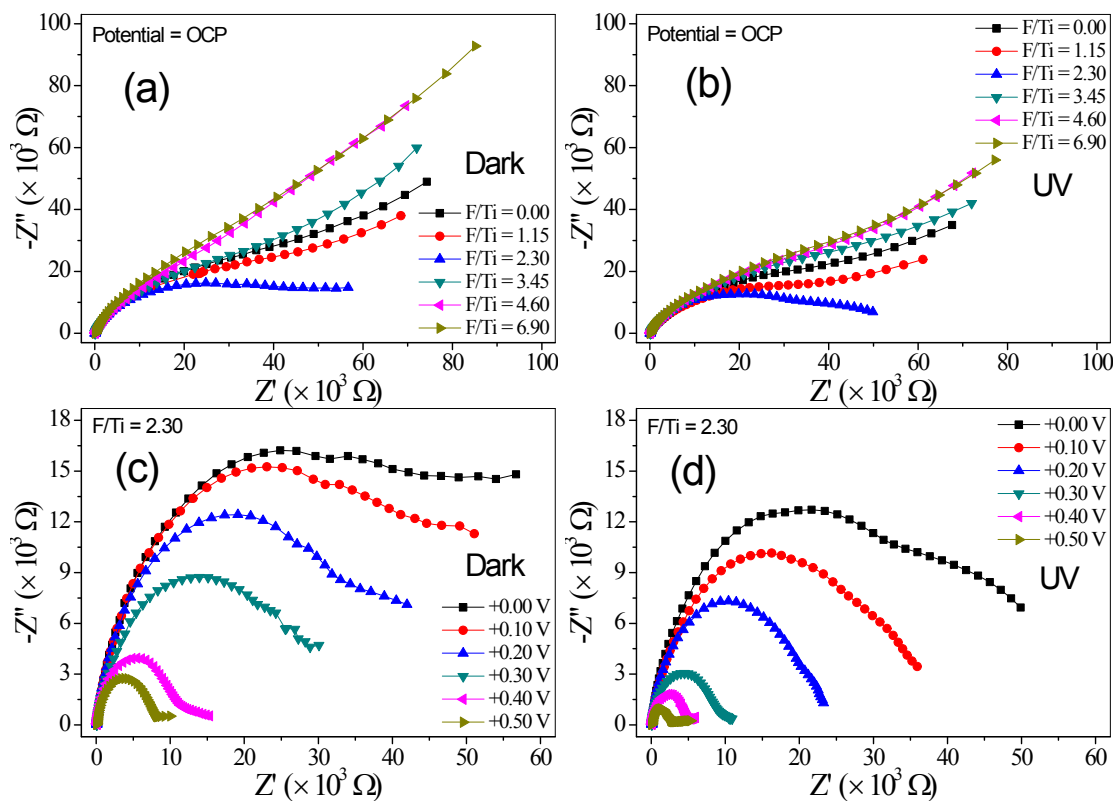 Potential = OCP
(a)
Dark
F/Ti = 0.00
F/Ti = 1.15
F/Ti = 2.30
F/Ti = 3.45
F/Ti = 4.60
F/Ti = 6.90
100
80
60
40
20
0
-Z'' (× 10³ Ω)
0 20 40 60 80 100
Z' (× 10³ Ω)
Potential = OCP
(b)
UV
F/Ti = 0.00
F/Ti = 1.15
F/Ti = 2.30
F/Ti = 3.45
F/Ti = 4.60
F/Ti = 6.90
100
80
60
40
20
0
-Z'' (× 10³ Ω)
0 20 40 60 80 100
Z' (× 10³ Ω)
F/Ti = 2.30
(c)
Dark
+0.00 V
+0.10 V
+0.20 V
+0.30 V
+0.40 V
+0.50 V
18
15
12
9
6
3
0
-Z'' (× 10³ Ω)
0 10 20 30 40 50 60
Z' (× 10³ Ω)
F/Ti = 2.30
(d)
UV
+0.00 V
+0.10 V
+0.20 V
+0.30 V
+0.40 V
+0.50 V
18
15
12
9
6
3
0
-Z'' (× 10³ Ω)
0 10 20 30 40 50 60
Z' (× 10³ Ω)